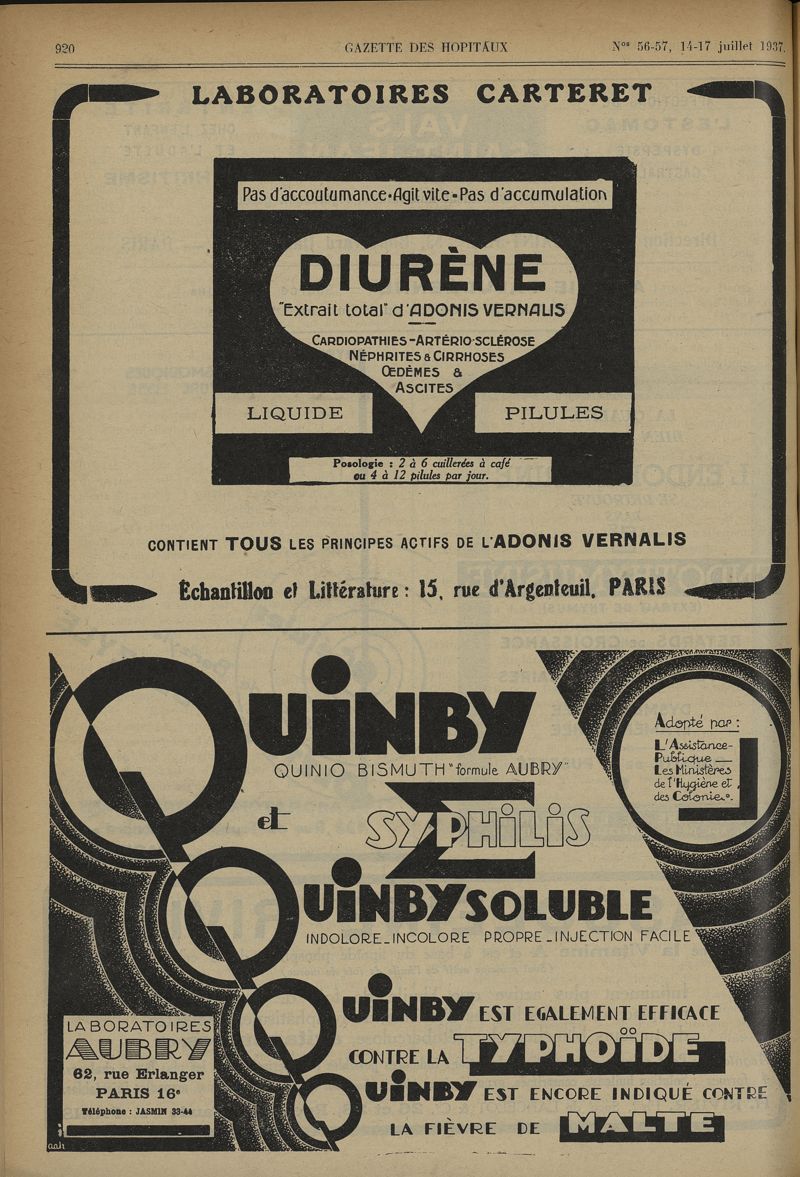 920
GAZETTE DES HOPITAUX
Nos 56-57, 14-17 juillet 1937.
LABORATOIRES CARTERET
Pas d'accoutumance-Agit vite-Pas d'accumulation
DIURÈNE
"Extrait total" d'ADONIS VERNALIS
CARDIOPATHIES-ARTÉRIO-SCLÉROSE
NÉPHRITES & CIRRHOSES
ŒDÈMES &
ASCITES
LIQUIDE
PILULES
Posologie : 2 à 6 cuillerées à café
ou 4 à 12 pilules par jour.
CONTIENT TOUS LES PRINCIPES ACTIFS DE L'ADONIS VERNALIS
Échantillon et Littérature : 15, rue d'Argenteuil, PARIS
QUINBY
QUINIO BISMUTH "formule AUBRY"
et SYPHILIS
QUINBY SOLUBLE
INDOLORE_INCOLORE PROPRE_INJECTION FACILE
Adopté par :
L'Assistance-
Publique —
Les Ministères
de l'Hygiène et
des Colonies.
QUINBY EST EGALEMENT EFFICACE
CONTRE LA TYPHOÏDE
QUINBY EST ENCORE INDIQUÉ CONTRE
LA FIÈVRE DE MALTE
LABORATOIRES
AUBRY
62, rue Erlanger
PARIS 16e
Téléphone : JASMIN 33-44